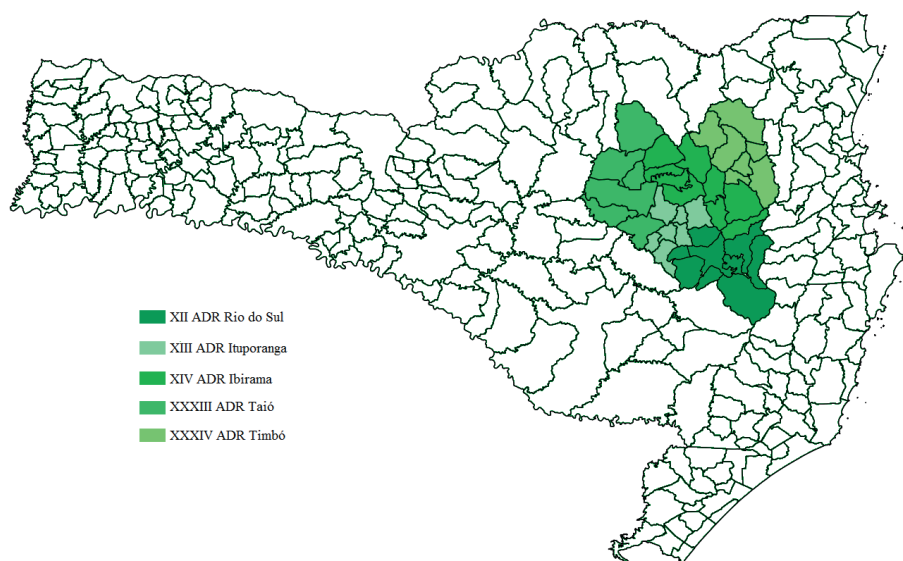 XII ADR Rio do Sul
XIII ADR Ituporanga
XIV ADR Ibirama
XXXIII ADR Taió
XXXIV ADR Timbó